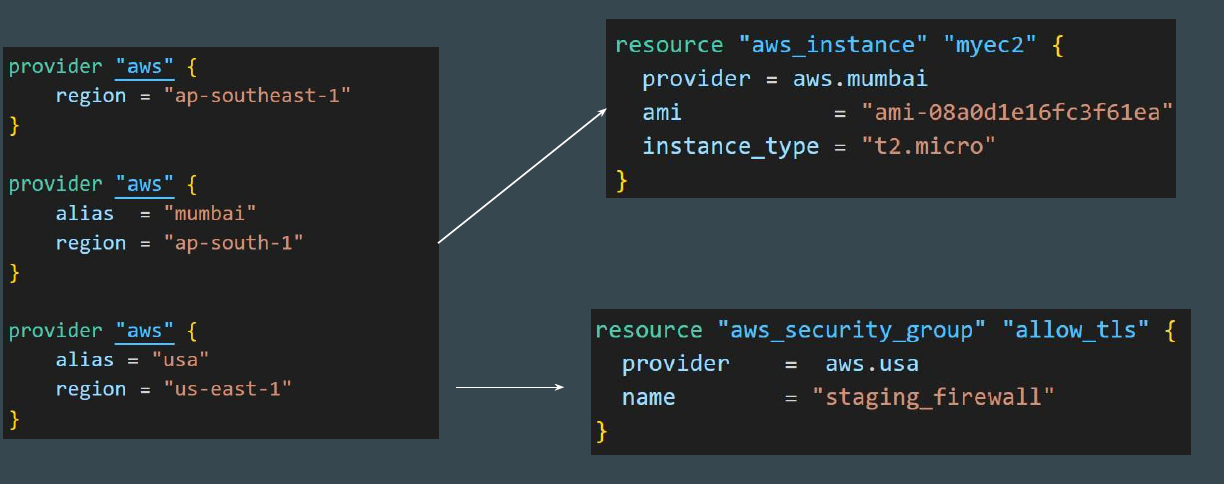 provider "aws" {
    region = "ap-southeast-1"
}
provider "aws" {
    alias  = "mumbai"
    region = "ap-south-1"
}
provider "aws" {
    alias = "usa"
    region = "us-east-1"
}
resource "aws_instance" "myec2" {
  provider = aws.mumbai
  ami           = "ami-08a0d1e16fc3f61ea"
  instance_type = "t2.micro"
}
resource "aws_security_group" "allow_tls" {
  provider    =  aws.usa
  name        = "staging_firewall"
}